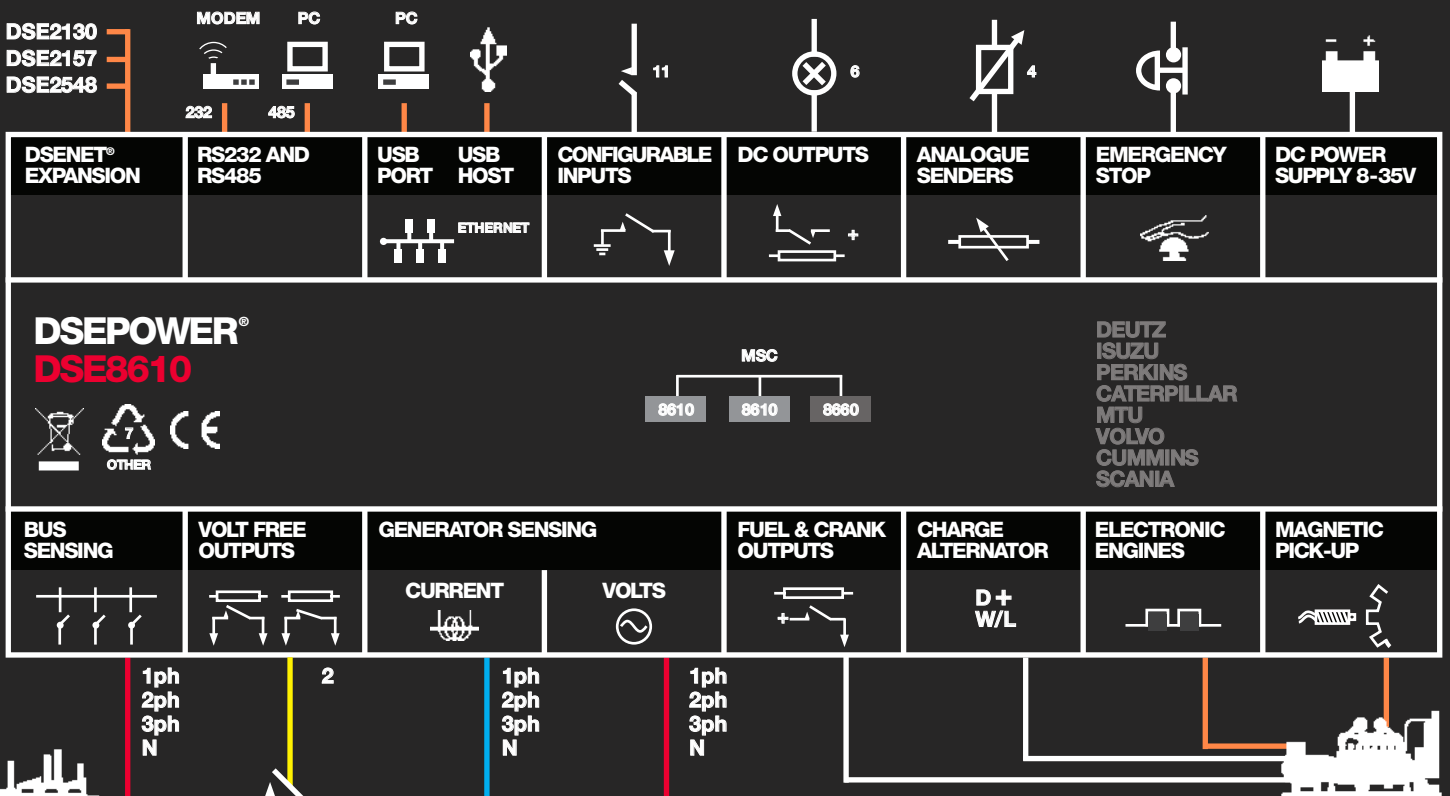 DSE2130
DSE2157
DSE2548
MODEM
PC
PC
232
485
11
6
4
- +
DSENET®
EXPANSION
RS232 AND
RS485
USB
PORT
USB
HOST
CONFIGURABLE
INPUTS
DC OUTPUTS
ANALOGUE
SENDERS
EMERGENCY
STOP
DC POWER
SUPPLY 8-35V
ETHERNET
+
DSEPOWER®
DSE8610
7
OTHER
CE
MSC
8610
8610
8660
DEUTZ
ISUZU
PERKINS
CATERPILLAR
MTU
VOLVO
CUMMINS
SCANIA
BUS
SENSING
VOLT FREE
OUTPUTS
GENERATOR SENSING
CURRENT
VOLTS
FUEL & CRANK
OUTPUTS
+
CHARGE
ALTERNATOR
D+
W/L
ELECTRONIC
ENGINES
MAGNETIC
PICK-UP
1ph
2ph
3ph
N
2
1ph
2ph
3ph
N
1ph
2ph
3ph
N